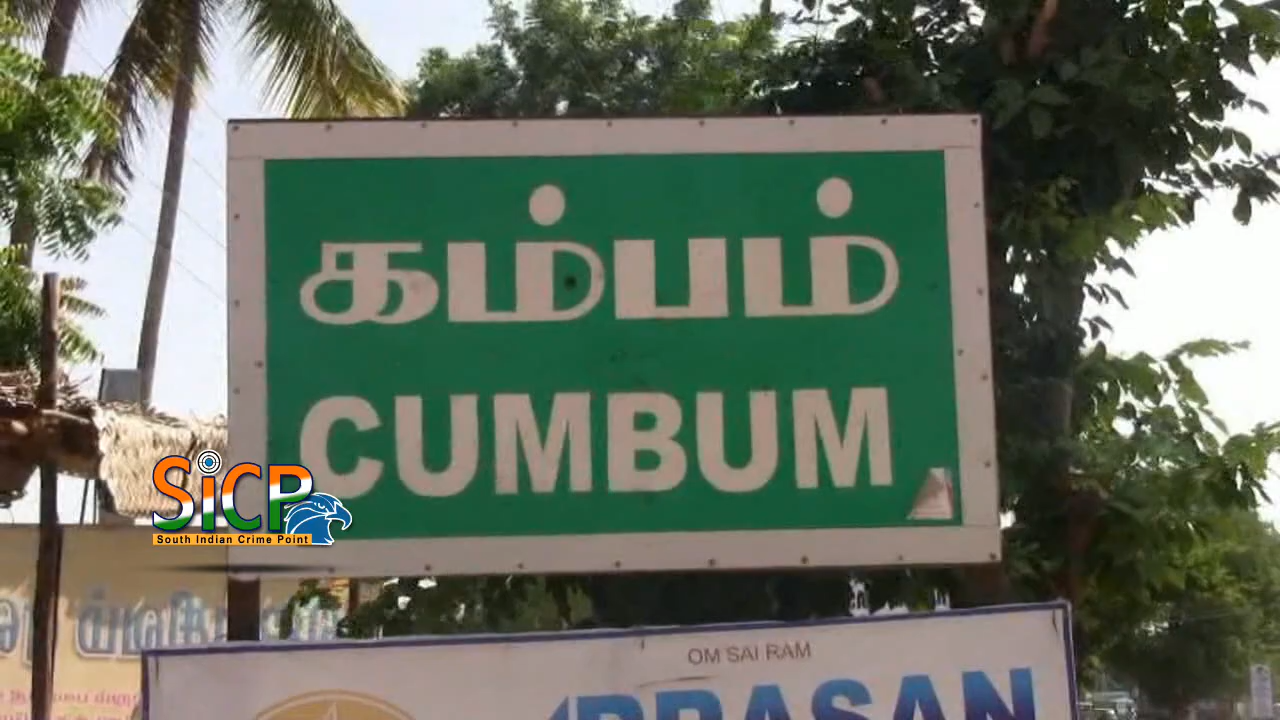 கம்பம்
CUMBUM
SiCP
South Indian Crime Point
OM SAI RAM
PRASAN